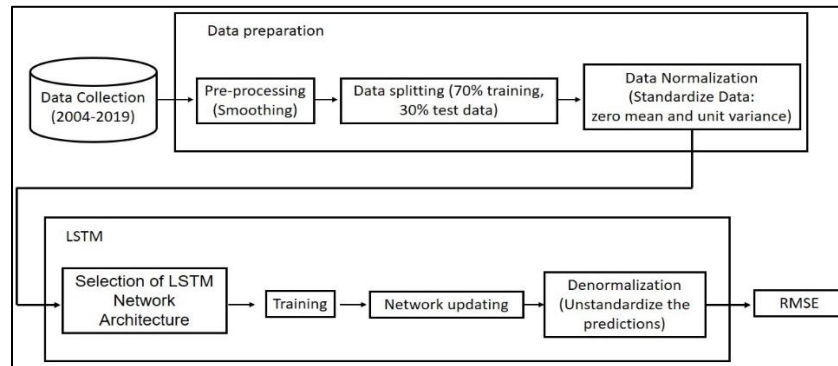 Data preparation
Data Collection
(2004-2019)
Pre-processing
(Smoothing)
Data splitting (70% training,
30% test data)
Data Normalization
(Standardize Data:
zero mean and unit variance)
LSTM
Selection of LSTM
Network
Architecture
Training
Network updating
Denormalization
(Unstandardize the
predictions)
RMSE